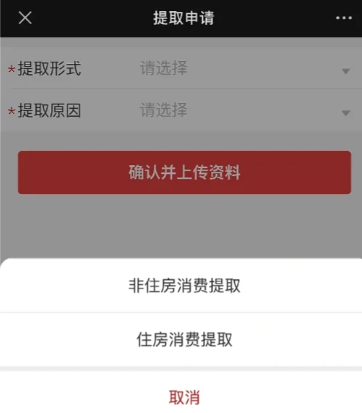 提取申请
*提取形式 请选择
*提取原因 请选择
确认并上传资料
非住房消费提取
住房消费提取
取消